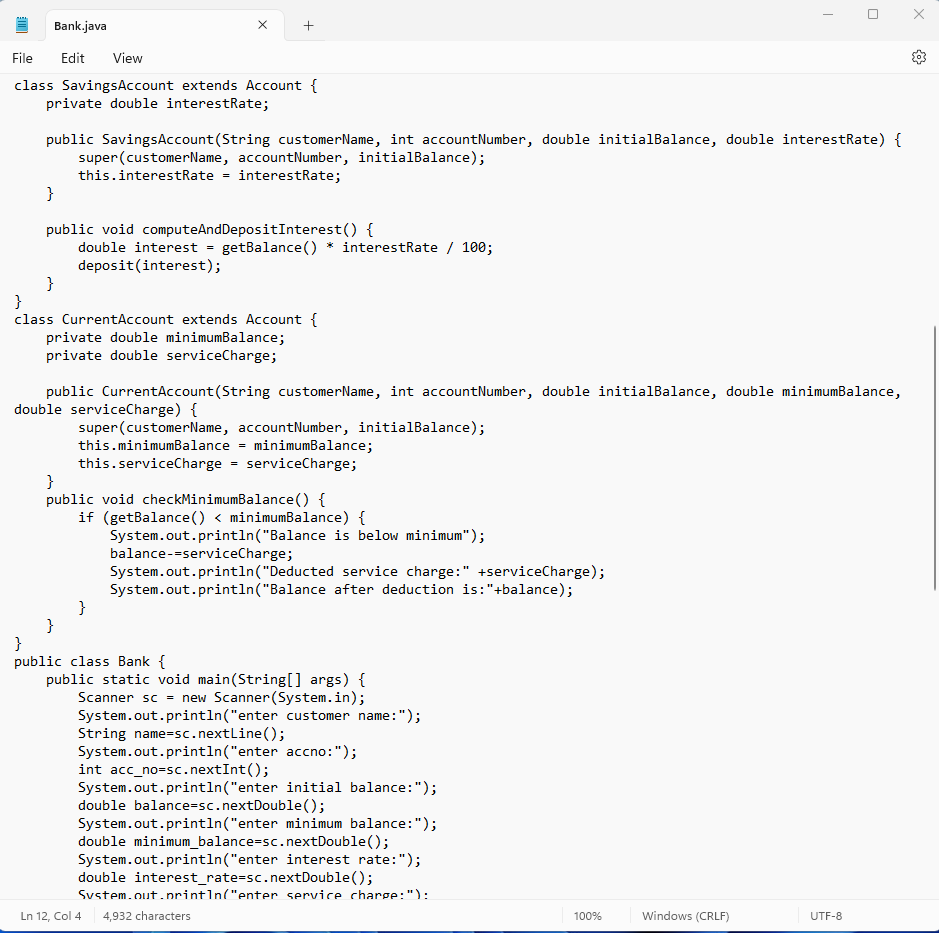 Bank.java
File Edit View
class SavingsAccount extends Account {
    private double interestRate;

    public SavingsAccount(String customerName, int accountNumber, double initialBalance, double interestRate) {
        super(customerName, accountNumber, initialBalance);
        this.interestRate = interestRate;
    }

    public void computeAndDepositInterest() {
        double interest = getBalance() * interestRate / 100;
        deposit(interest);
    }
}
class CurrentAccount extends Account {
    private double minimumBalance;
    private double serviceCharge;

    public CurrentAccount(String customerName, int accountNumber, double initialBalance, double minimumBalance,
double serviceCharge) {
        super(customerName, accountNumber, initialBalance);
        this.minimumBalance = minimumBalance;
        this.serviceCharge = serviceCharge;
    }
    public void checkMinimumBalance() {
        if (getBalance() < minimumBalance) {
            System.out.println("Balance is below minimum");
            balance-=serviceCharge;
            System.out.println("Deducted service charge:" +serviceCharge);
            System.out.println("Balance after deduction is:"+balance);
        }
    }
}
public class Bank {
    public static void main(String[] args) {
        Scanner sc = new Scanner(System.in);
        System.out.println("enter customer name:");
        String name=sc.nextLine();
        System.out.println("enter accno:");
        int acc_no=sc.nextInt();
        System.out.println("enter initial balance:");
        double balance=sc.nextDouble();
        System.out.println("enter minimum balance:");
        double minimum_balance=sc.nextDouble();
        System.out.println("enter interest rate:");
        double interest_rate=sc.nextDouble();
        System.out.println("enter service charge:");
Ln 12, Col 4 4,932 characters 100% Windows (CRLF) UTF-8